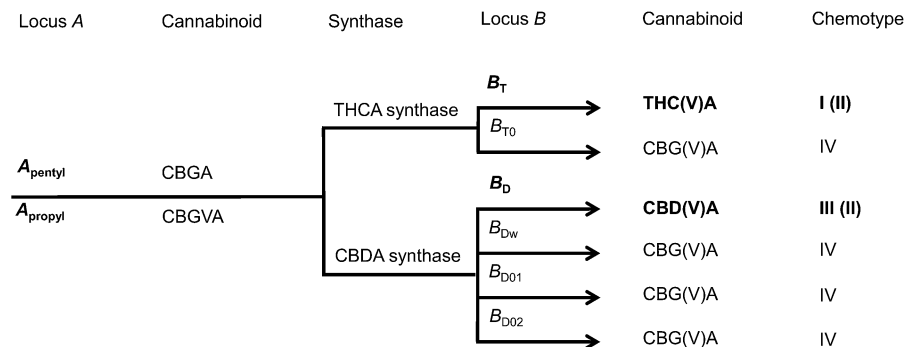 Locus A Cannabinoid Synthase Locus B Cannabinoid Chemotype
B_T
THCA synthase THC(V)A I (II)
B_T0
CBG(V)A IV
A_pentyl CBGA
B_D
A_propyl CBGVA CBD(V)A III (II)
B_Dw
CBDA synthase CBG(V)A IV
B_D01
CBG(V)A IV
B_D02
CBG(V)A IV